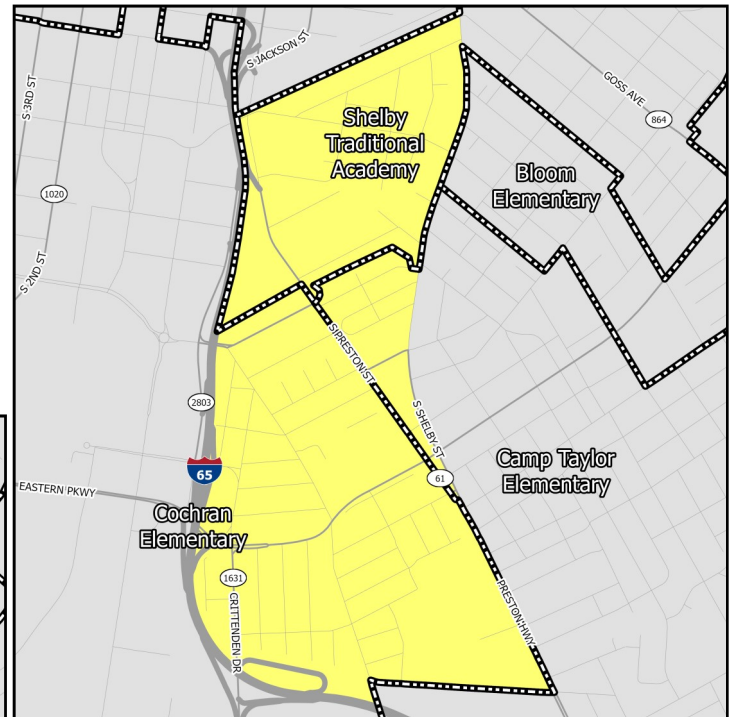 S JACKSON ST
S 3RD ST
GOSS AVE
864
Shelby
Traditional
Academy
Bloom
Elementary
1020
S 2ND ST
S PRESTON ST
2803
S SHELBY ST
65
61
Camp Taylor
Elementary
EASTERN PKWY
Cochran
Elementary
1631
CRITTENDEN DR
PRESTON HWY